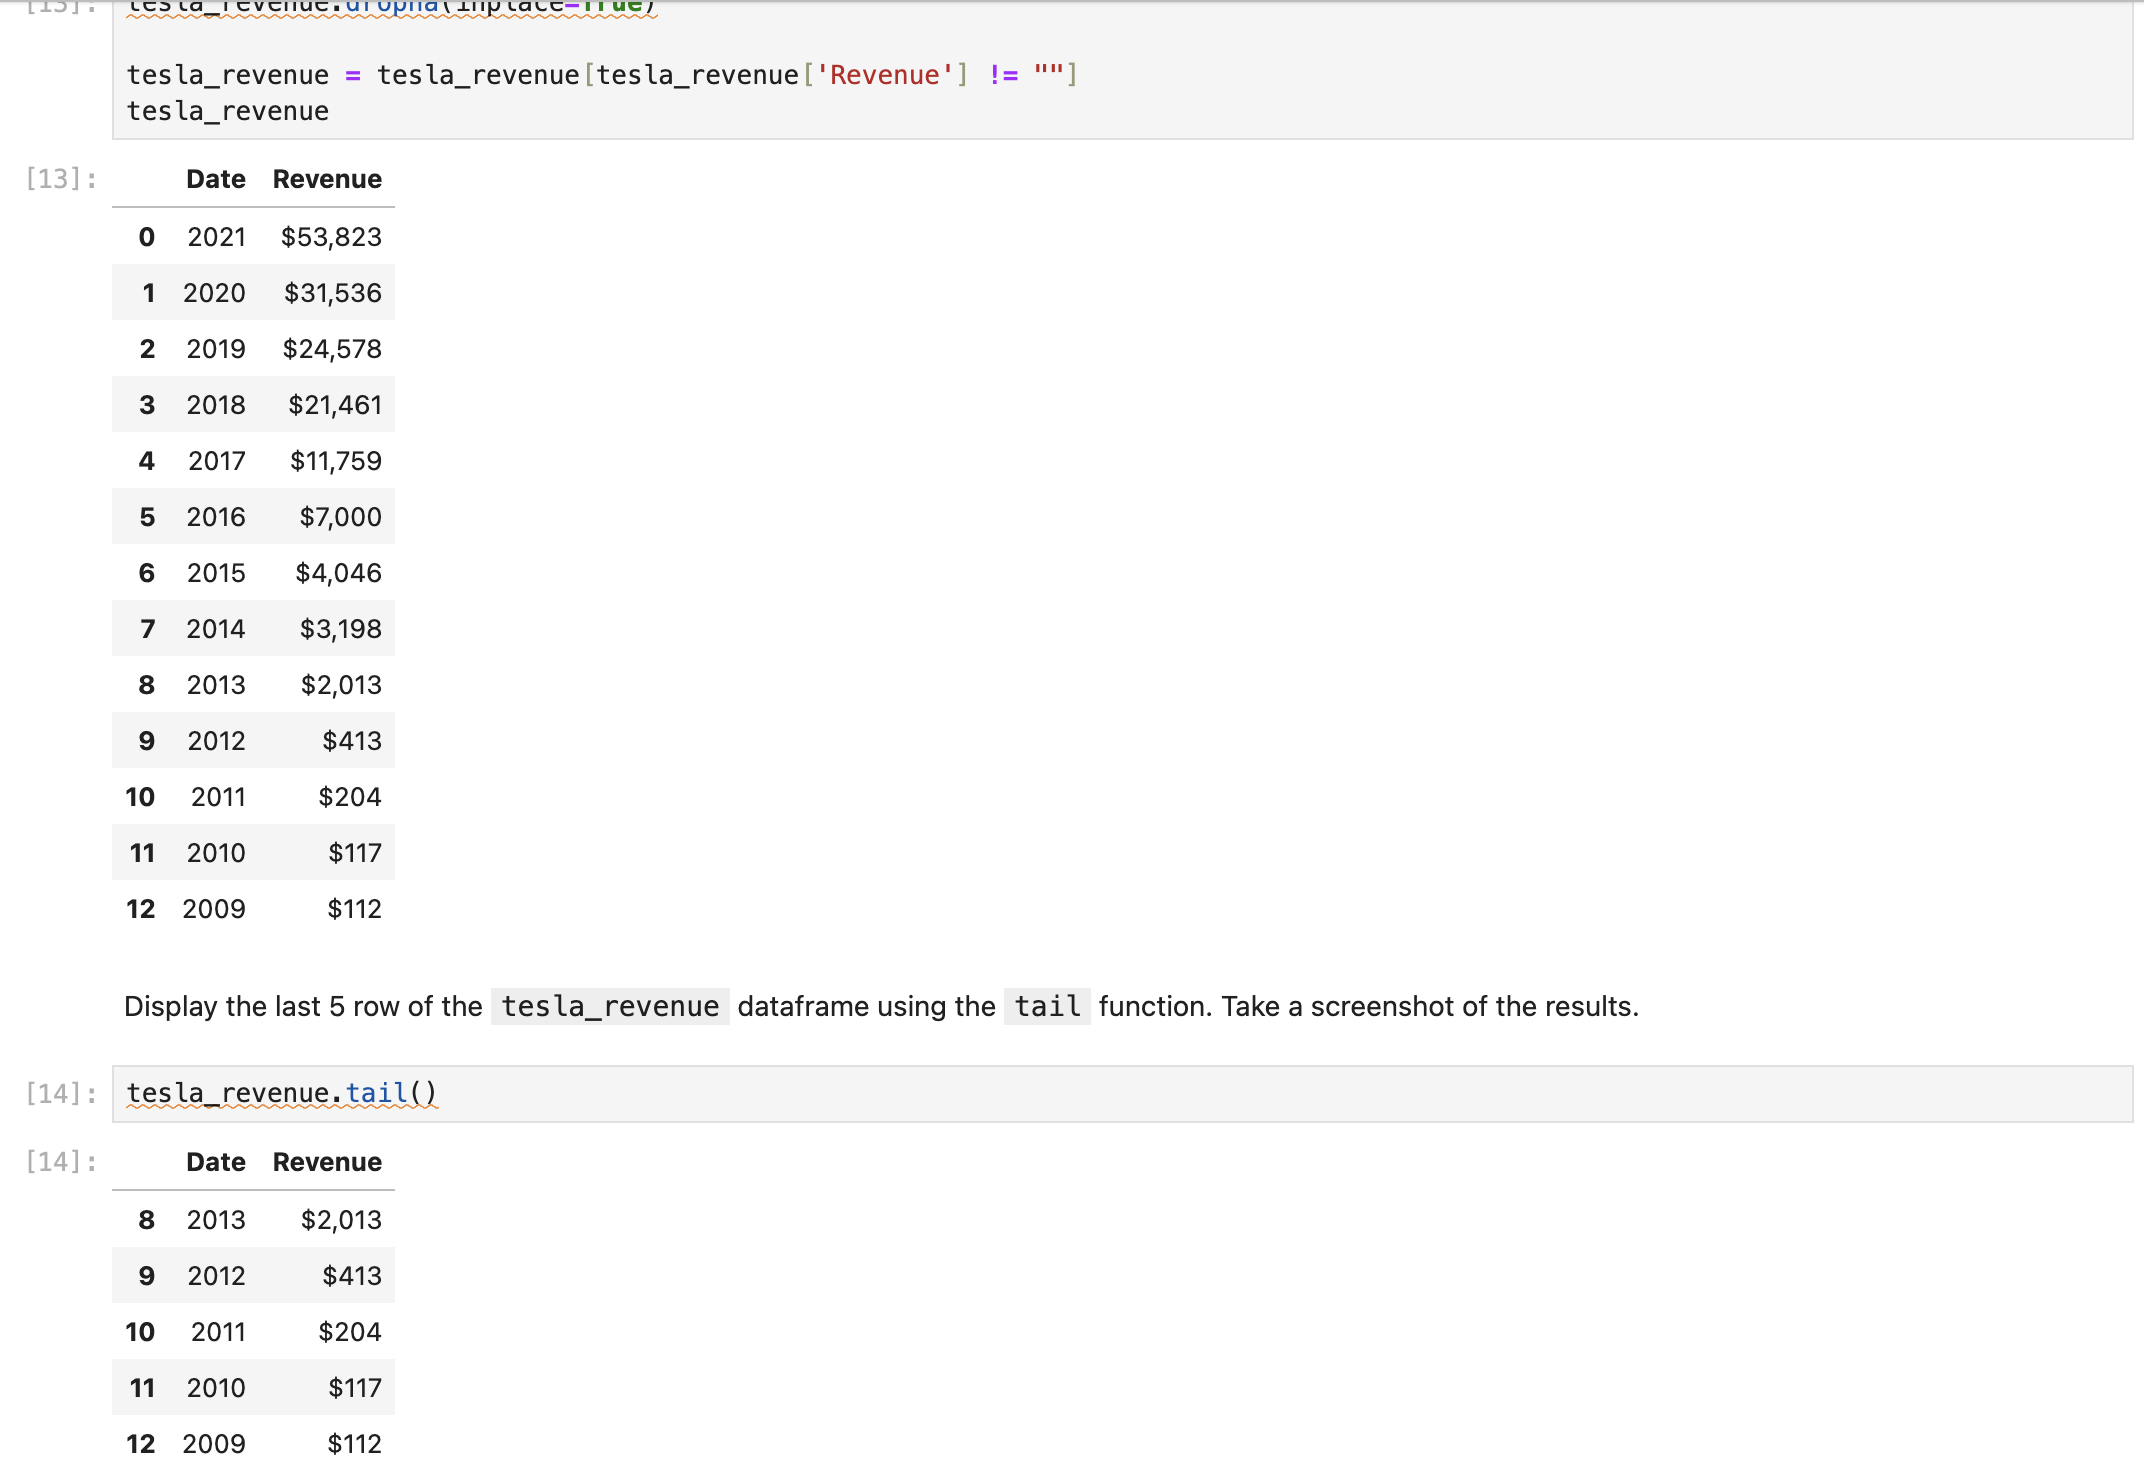 [13]: tesla_revenue.dropna(inplace=True)
tesla_revenue = tesla_revenue[tesla_revenue['Revenue'] != ""]
tesla_revenue
[13]: Date Revenue
0 2021 $53,823
1 2020 $31,536
2 2019 $24,578
3 2018 $21,461
4 2017 $11,759
5 2016 $7,000
6 2015 $4,046
7 2014 $3,198
8 2013 $2,013
9 2012 $413
10 2011 $204
11 2010 $117
12 2009 $112
Display the last 5 row of the tesla_revenue dataframe using the tail function. Take a screenshot of the results.
[14]: tesla_revenue.tail()
[14]: Date Revenue
8 2013 $2,013
9 2012 $413
10 2011 $204
11 2010 $117
12 2009 $112